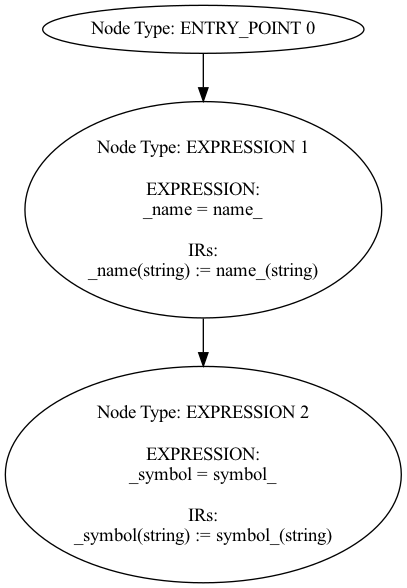 Node Type: ENTRY_POINT 0
Node Type: EXPRESSION 1
EXPRESSION:
_name = name_
IRs:
_name(string) := name_(string)
Node Type: EXPRESSION 2
EXPRESSION:
_symbol = symbol_
IRs:
_symbol(string) := symbol_(string)